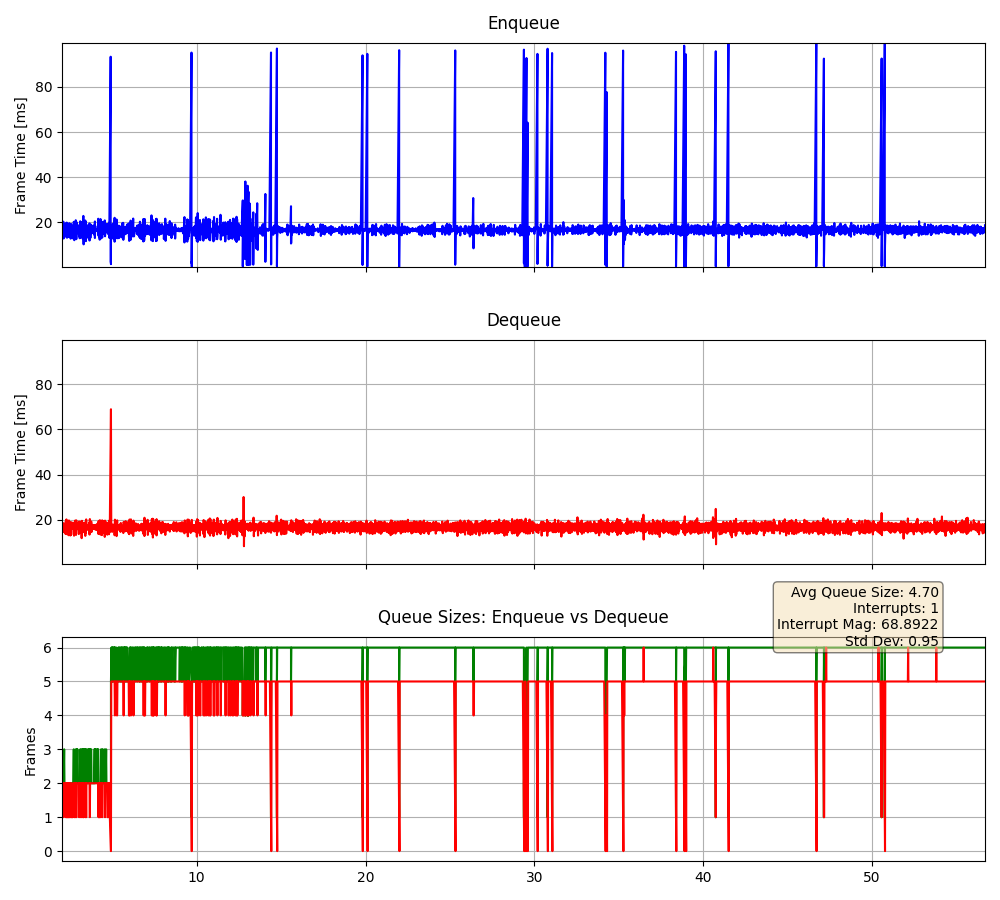 Enqueue
Frame Time [ms]
80
60
40
20
Dequeue
Frame Time [ms]
80
60
40
20
Avg Queue Size: 4.70
Interrupts: 1
Interrupt Mag: 68.8922
Std Dev: 0.95
Queue Sizes: Enqueue vs Dequeue
Frames
6
5
4
3
2
1
0
10 20 30 40 50